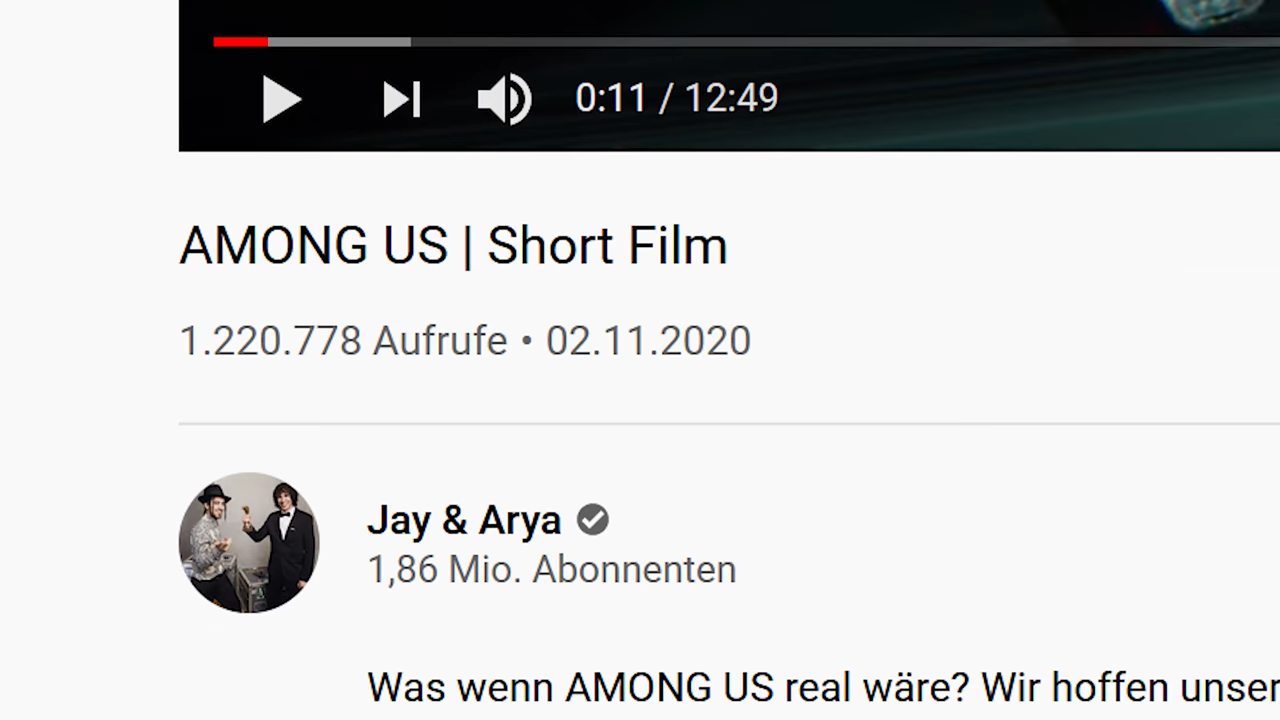 0:11 / 12:49
AMONG US | Short Film
1.220.778 Aufrufe • 02.11.2020
Jay & Arya
1,86 Mio. Abonnenten
Was wenn AMONG US real wäre? Wir hoffen unser